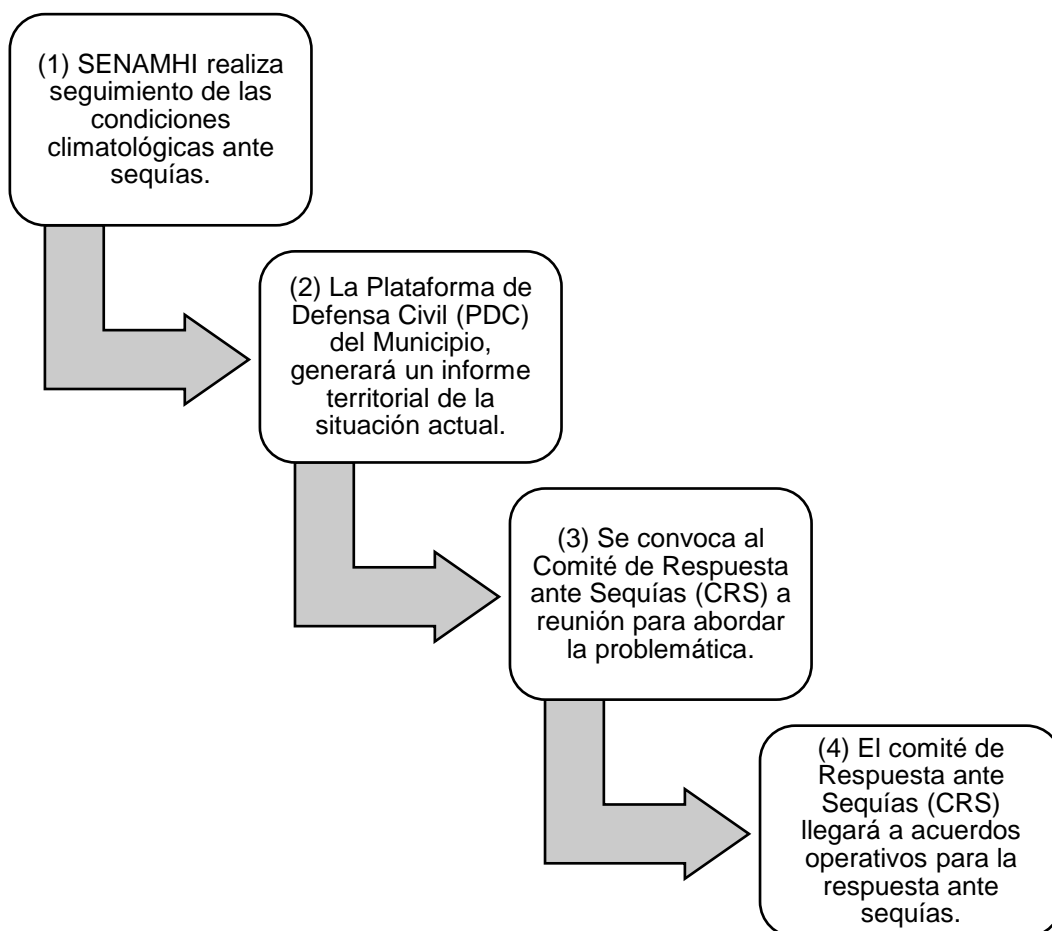 (1) SENAMHI realiza
seguimiento de las
condiciones
climatológicas ante
sequías.
(2) La Plataforma de
Defensa Civil (PDC)
del Municipio,
generará un informe
territorial de la
situación actual.
(3) Se convoca al
Comité de Respuesta
ante Sequías (CRS) a
reunión para abordar
la problemática.
(4) El comité de
Respuesta ante
Sequías (CRS)
llegará a acuerdos
operativos para la
respuesta ante
sequías.